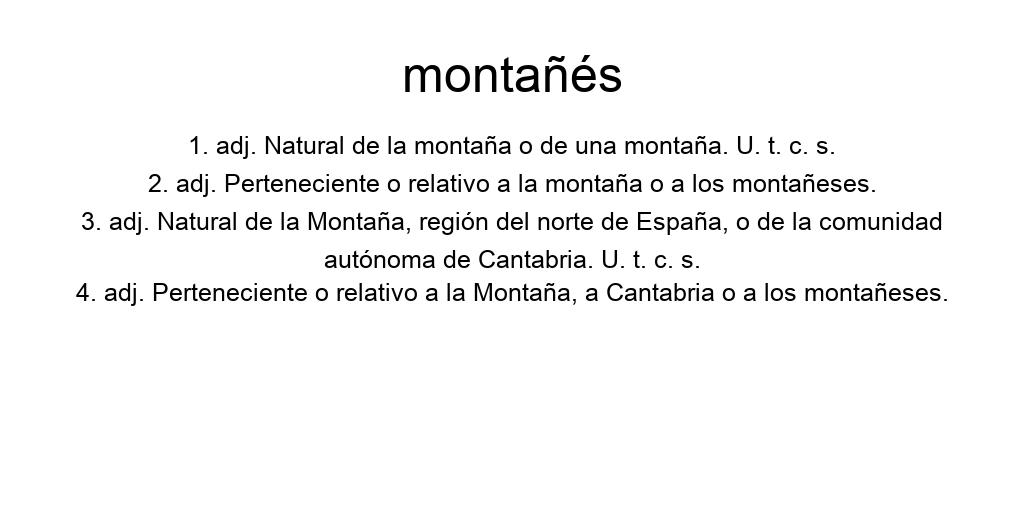 montañés
1. adj. Natural de la montaña o de una montaña. U. t. c. s.
2. adj. Perteneciente o relativo a la montaña o a los montañeses.
3. adj. Natural de la Montaña, región del norte de España, o de la comunidad
autónoma de Cantabria. U. t. c. s.
4. adj. Perteneciente o relativo a la Montaña, a Cantabria o a los montañeses.